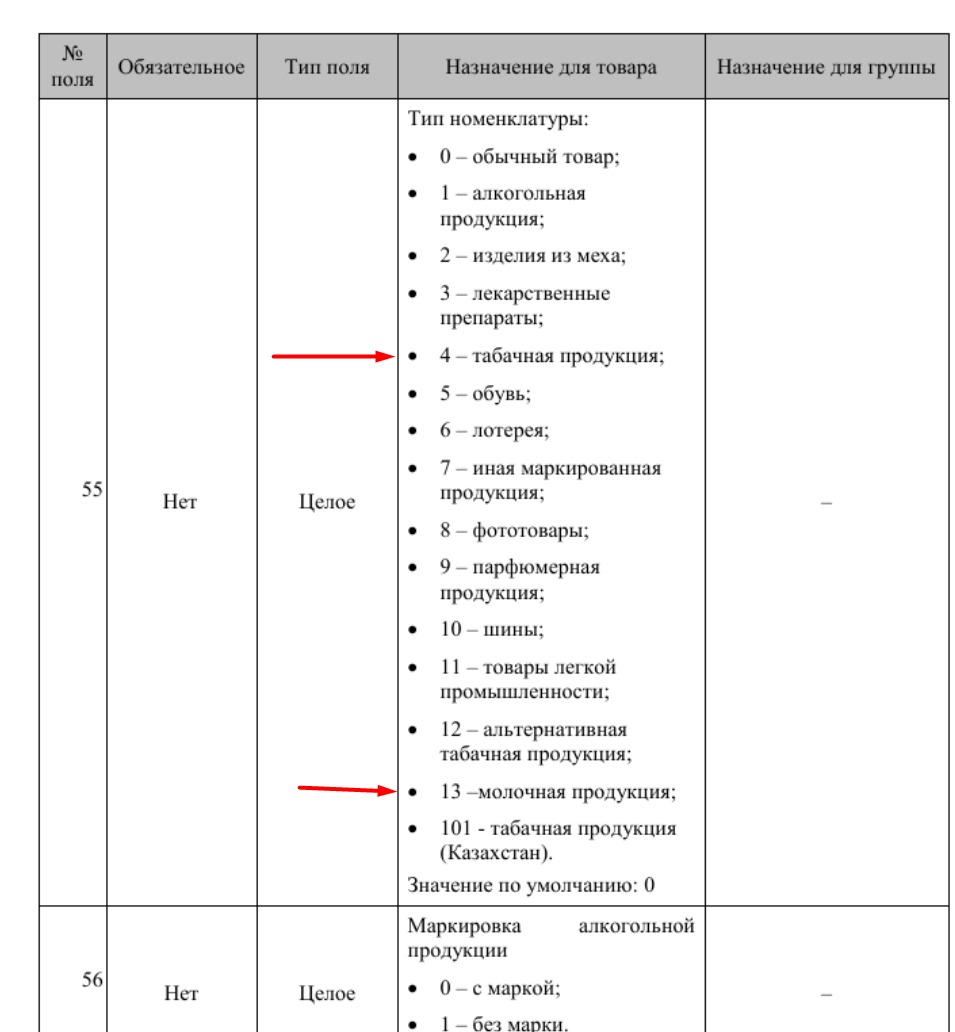 № поля
Обязательное
Тип поля
Назначение для товара
Назначение для группы
55
Нет
Целое
Тип номенклатуры:
• 0 – обычный товар;
• 1 – алкогольная
продукция;
• 2 – изделия из меха;
• 3 – лекарственные
препараты;
• 4 – табачная продукция;
• 5 – обувь;
• 6 – лотерея;
• 7 – иная маркированная
продукция;
• 8 – фототовары;
• 9 – парфюмерная
продукция;
• 10 – шины;
• 11 – товары легкой
промышленности;
• 12 – альтернативная
табачная продукция;
• 13 –молочная продукция;
• 101 - табачная продукция
(Казахстан).
Значение по умолчанию: 0
–
56
Нет
Целое
Маркировка алкогольной
продукции
• 0 – с маркой;
• 1 – без марки.
–